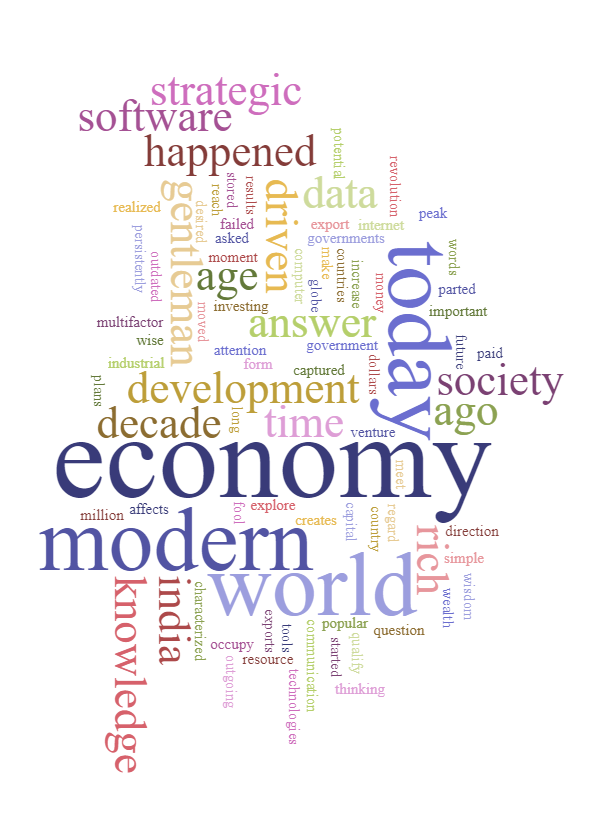 strategic
software
happened
potential
revolution
stored
results
reach
desired
gentleman
driven
data
realized
peak
failed
export
internet
asked
governments
persistently
outdated
moment
computer
make
countries
increase
words
today
age
globe
money
parted
investing
important
moved
multifactor
answer
wise
attention
government
future
paid
industrial
form
captured
dollars
plans
development
society
decade
long
time
venture
ago
economy
meet
million
affects
fool
explore
creates
capital
country
regard
direction
modern
rich
simple
wisdom
world
knowledge
india
characterized
wealth
exports
tools
communication
popular
question
occupy
started
qualify
outgoing
resource
technologies
thinking